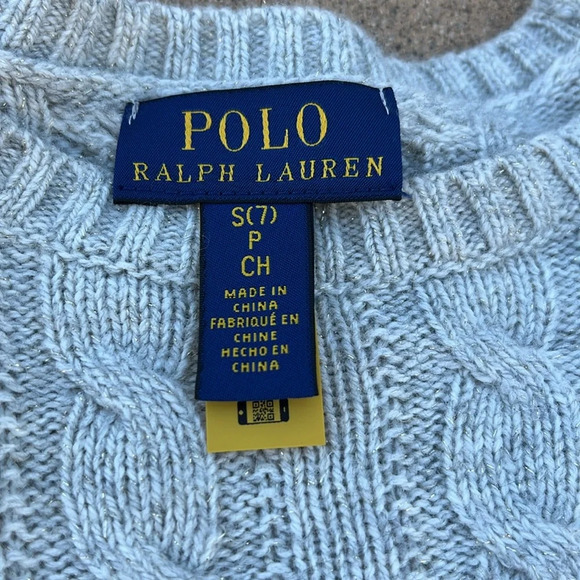 POLO
RALPH LAUREN
S(7)
P
CH
MADE IN
CHINA
FABRIQUÉ EN
CHINE
HECHO EN
CHINA